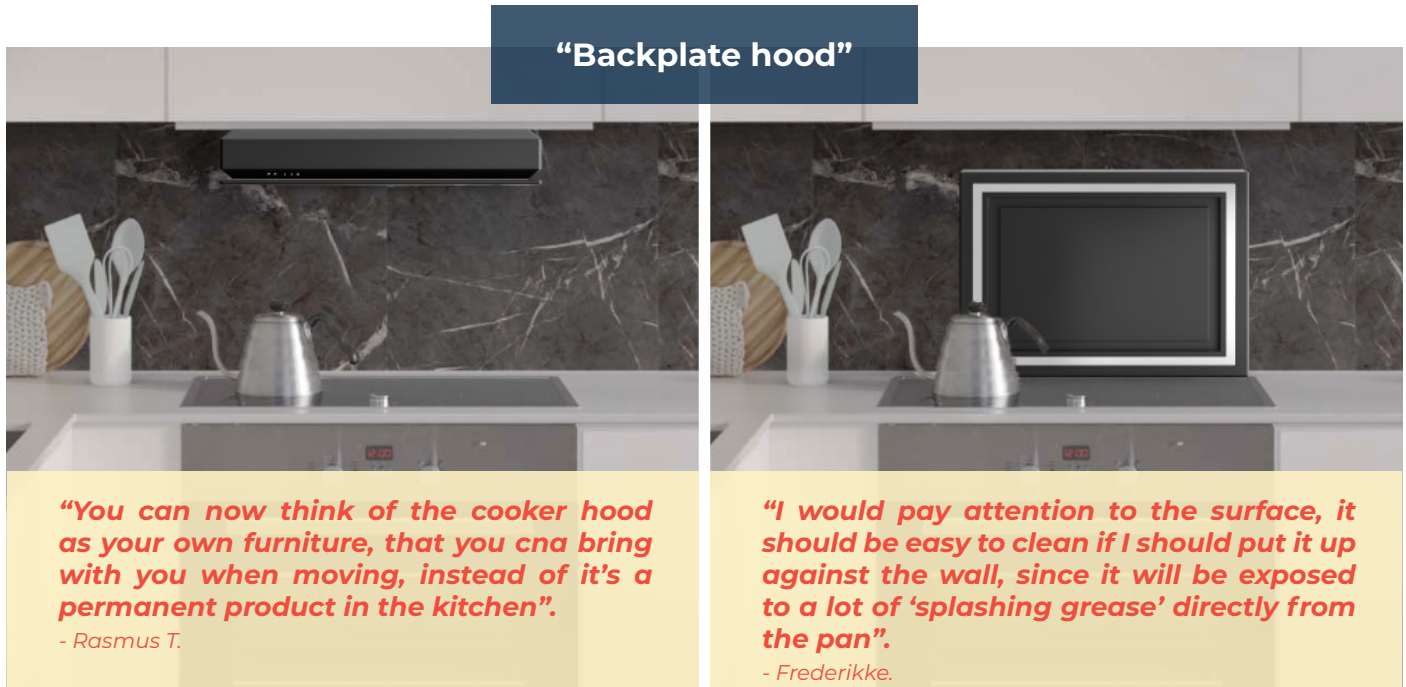 “Backplate hood”
“You can now think of the cooker hood
as your own furniture, that you cna bring
with you when moving, instead of it’s a
permanent product in the kitchen”.
- Rasmus T.
“I would pay attention to the surface, it
should be easy to clean if I should put it up
against the wall, since it will be exposed
to a lot of ‘splashing grease’ directly from
the pan”.
- Frederikke.